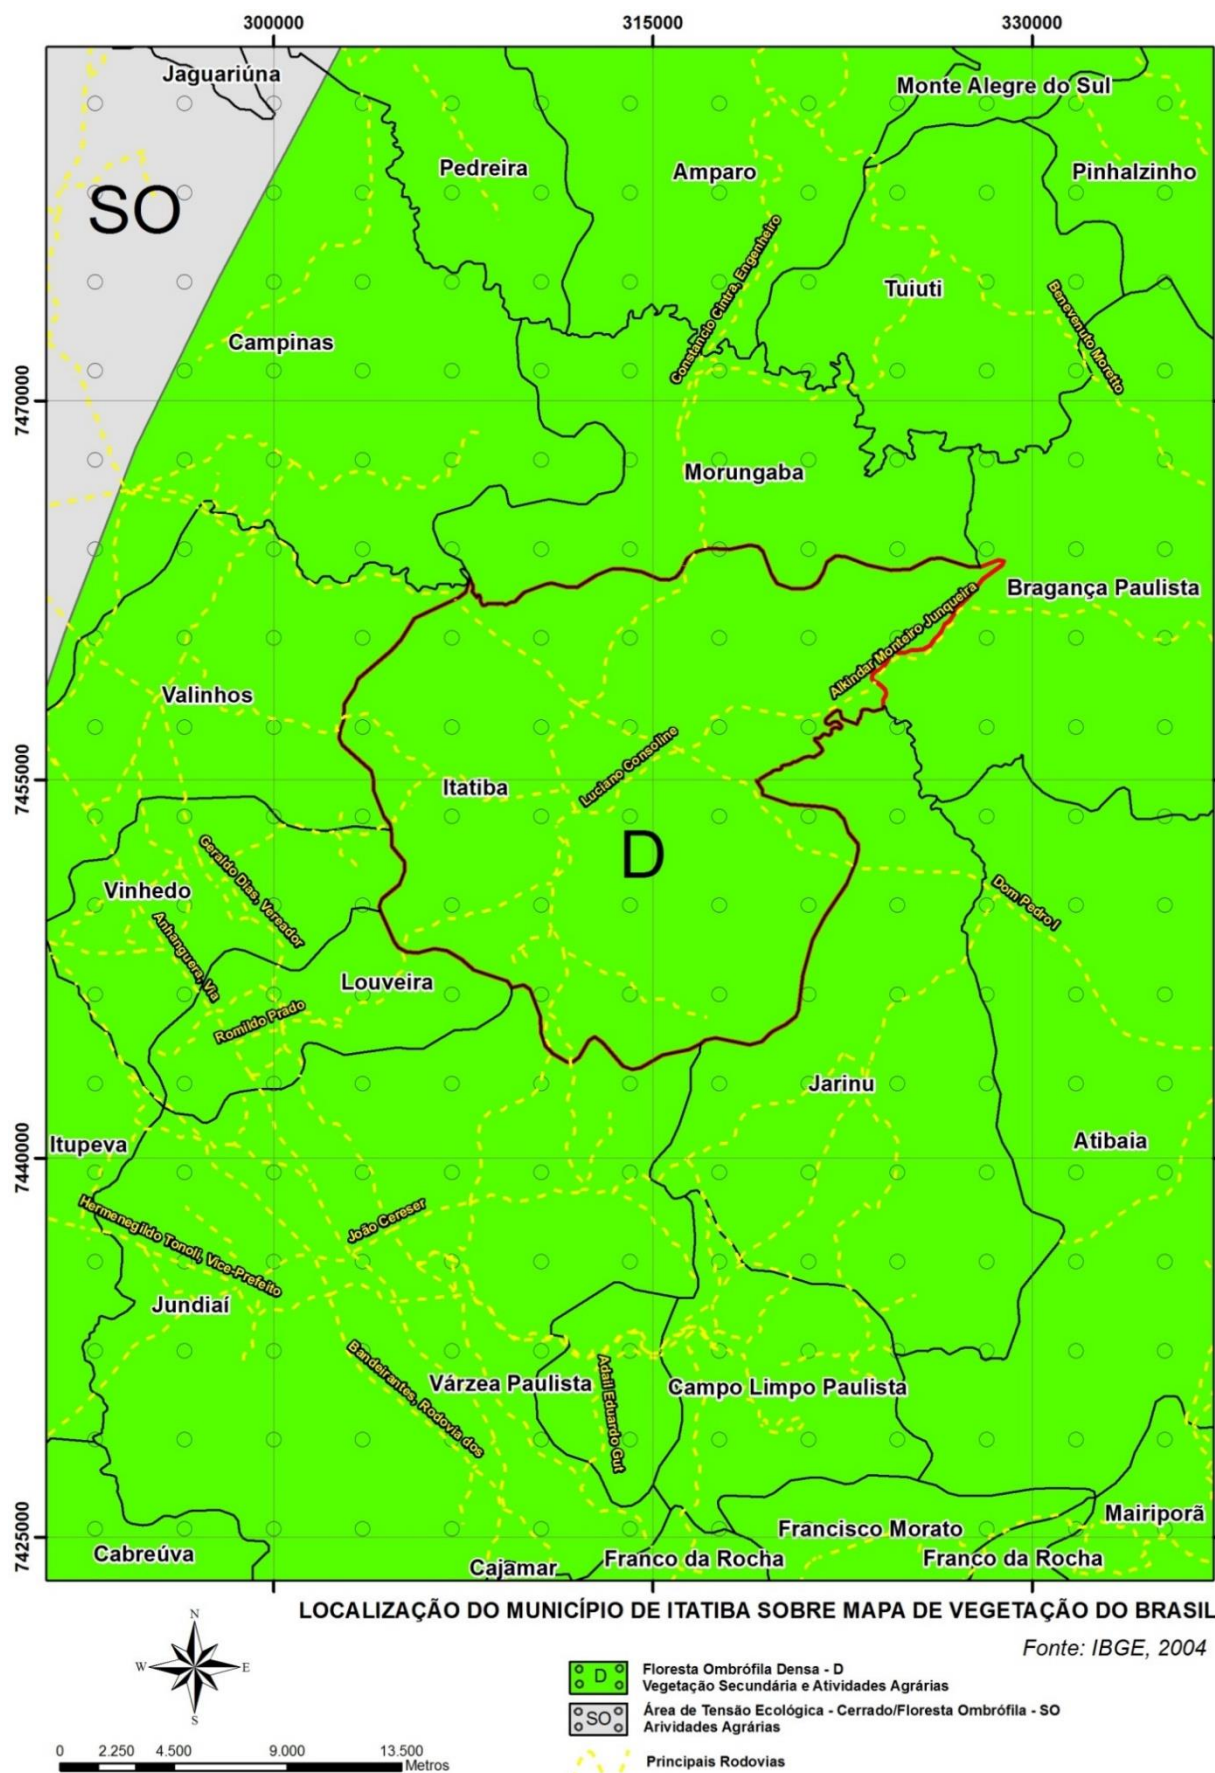 300000
315000
330000
Jaguariúna
Monte Alegre do Sul
Pedreira
Amparo
Pinhalzinho
SO
Constancio Cintra, Engenheiro
Tuiuti
Benevenuto Moretto
Campinas
7470000
Morungaba
Bragança Paulista
Alkindar Monteiro Junqueira
Valinhos
Luciano Consoline
7455000
Itatiba
D
Geraldo Dias, Vereador
Vinhedo
Dom Pedro I
Anhanguera, Via
Louveira
Romildo Prado
Jarinu
Itupeva
Atibaia
7440000
Hermenegildo Tonoli, Vice-Prefeito
João Cereser
Jundiaí
Bandeirantes, Rodovia dos
Várzea Paulista
Adail Eduardo Gut
Campo Limpo Paulista
Mairiporã
7425000
Francisco Morato
Cabreúva
Cajamar
Franco da Rocha
Franco da Rocha
LOCALIZAÇÃO DO MUNICÍPIO DE ITATIBA SOBRE MAPA DE VEGETAÇÃO DO BRASIL
Fonte: IBGE, 2004
N
W
E
S
D
Floresta Ombrófila Densa - D
Vegetação Secundária e Atividades Agrárias
SO
Área de Tensão Ecológica - Cerrado/Floresta Ombrófila - SO
Arividades Agrárias
Principais Rodovias
0 2.250 4.500 9.000 13.500
Metros